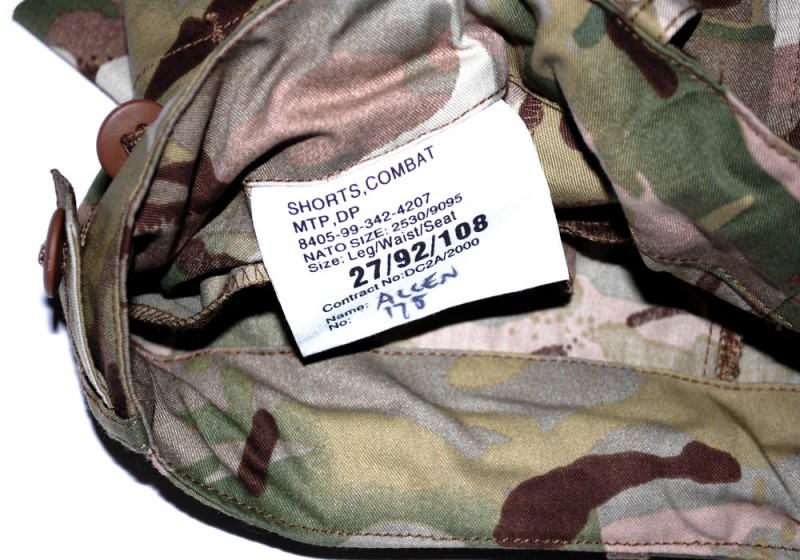 SHORTS,COMBAT
MTP,DP
8405-99-342-4207
NATO SIZE: 2530/9095
Size: Leg/Waist/Seat
27/92/108
Contract No:DC2A/2000
Name: ALLEN
No: 178